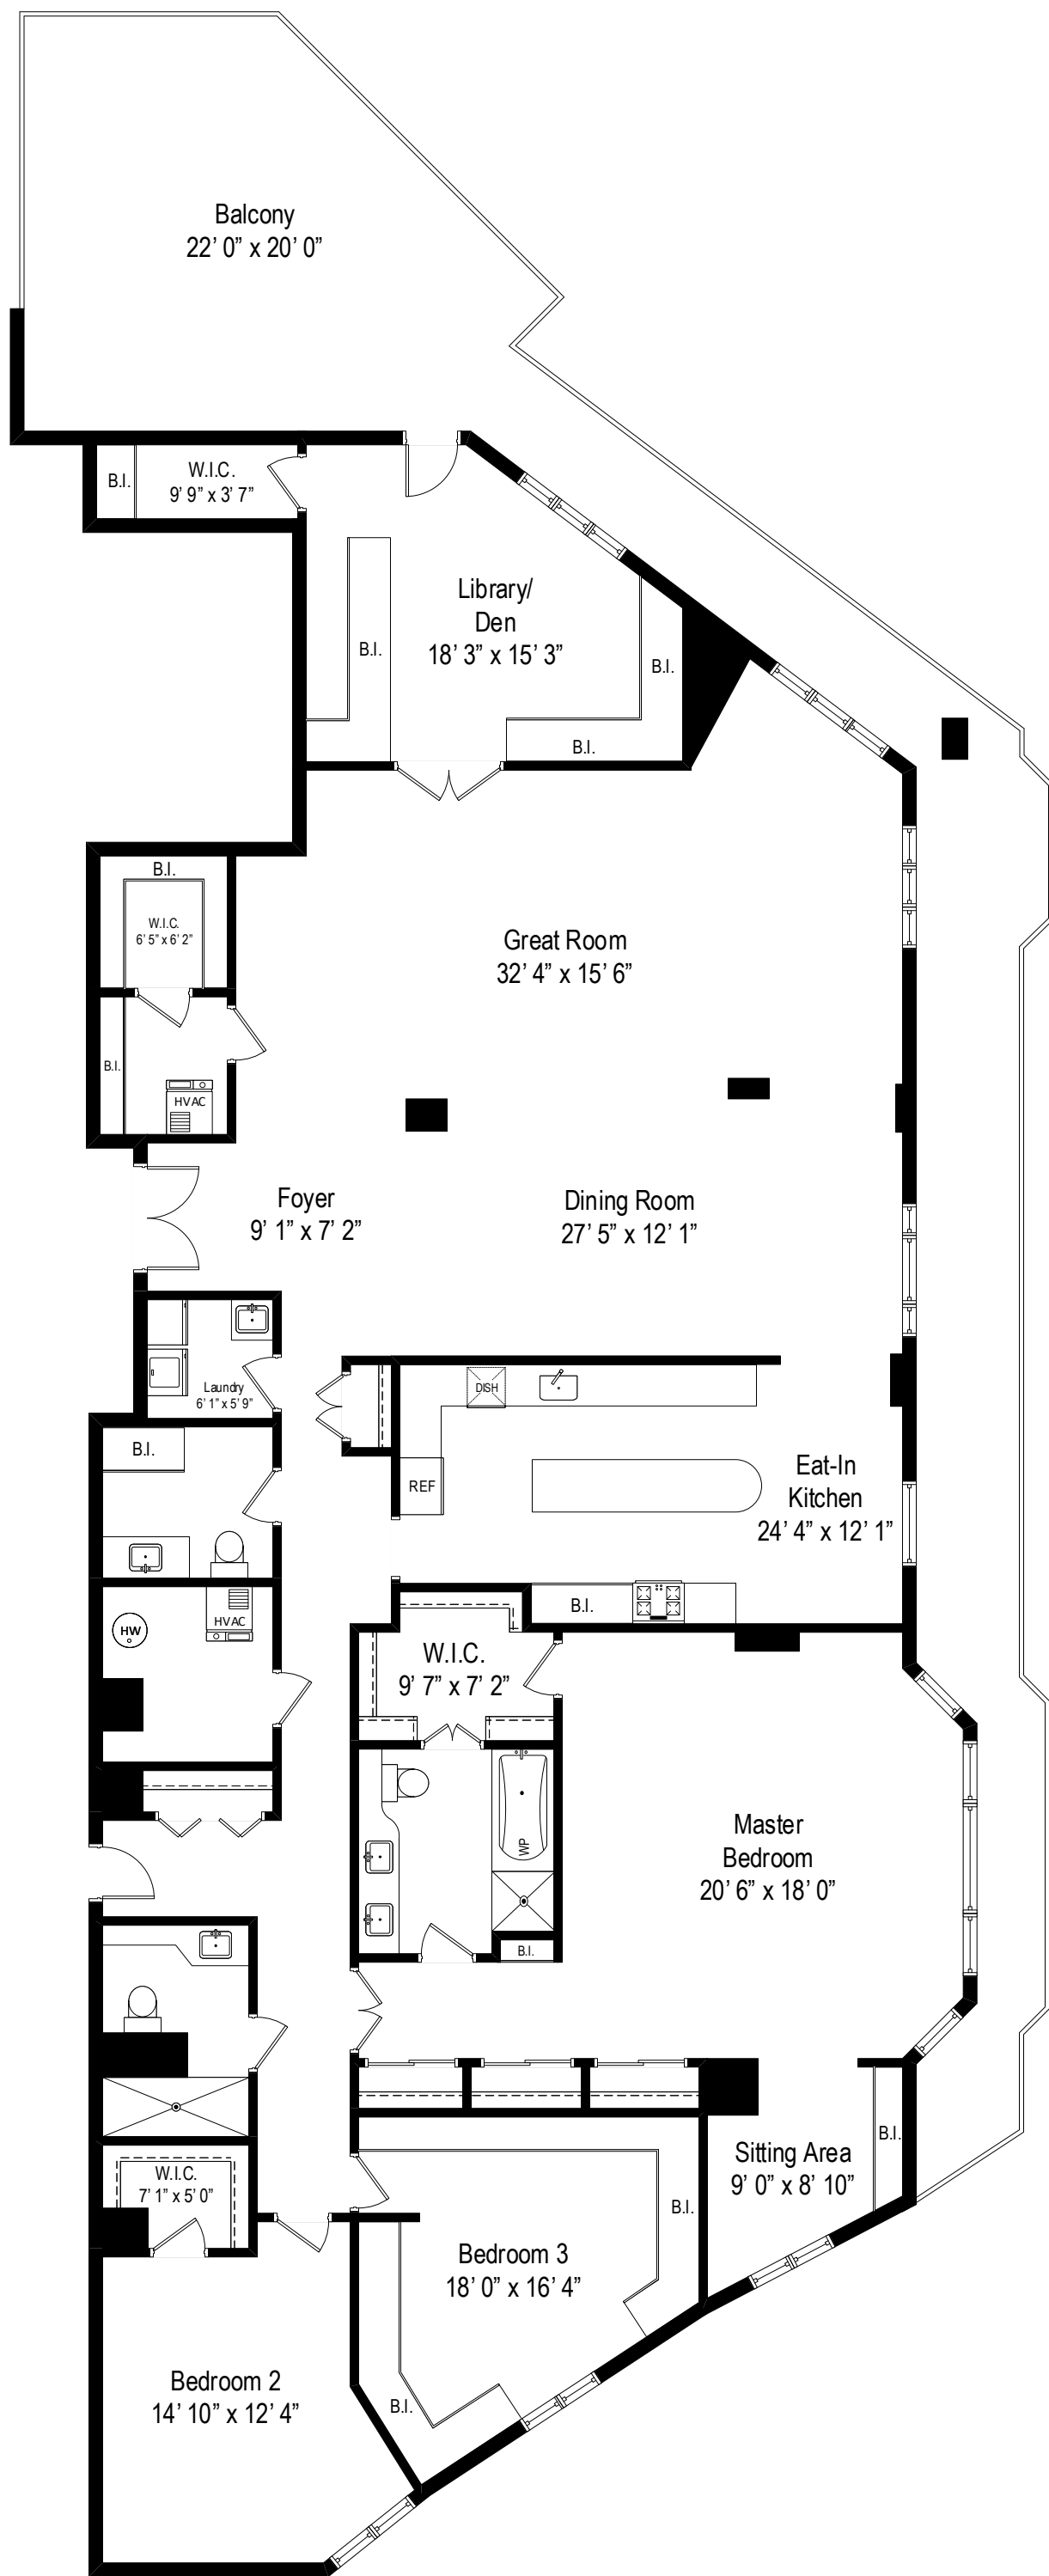 Balcony
22’ 0” x 20’ 0”
B.I.
W.I.C.
9’ 9” x 3’ 7”
Library/
Den
18’ 3” x 15’ 3”
B.I.
B.I.
B.I.
B.I.
W.I.C.
6’ 5” x 6’ 2”
Great Room
32’ 4” x 15’ 6”
B.I.
HVAC
Foyer
9’ 1” x 7’ 2”
Dining Room
27’ 5” x 12’ 1”
Laundry
6’ 1” x 5’ 9”
DISH
B.I.
REF
Eat-In
Kitchen
24’ 4” x 12’ 1”
B.I.
HVAC
HW
W.I.C.
9’ 7” x 7’ 2”
WP
Master
Bedroom
20’ 6” x 18’ 0”
B.I.
B.I.
Sitting Area
9’ 0” x 8’ 10”
W.I.C.
7’ 1” x 5’ 0”
B.I.
Bedroom 3
18’ 0” x 16’ 4”
Bedroom 2
14’ 10” x 12’ 4”
B.I.